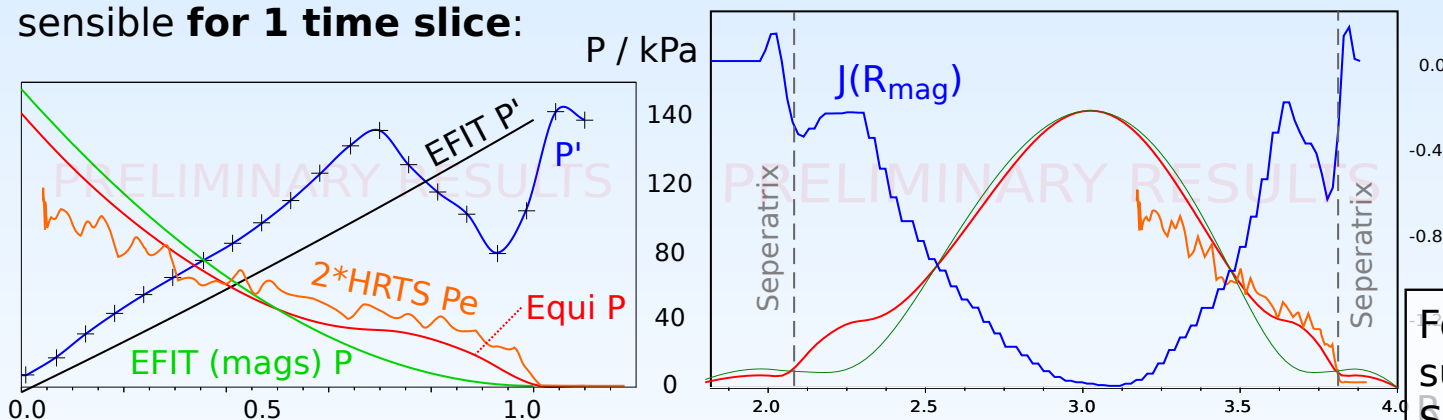 sensible for 1 time slice:
P / kPa
PRELIMINARY RESULTS
EFIT P'
P'
2*HRTS Pe
Equi P
EFIT (mags) P
140
120
80
40
0
0.0 0.5 1.0
J(Rmag)
PRELIMINARY RESULTS
Seperatrix
Seperatrix
0.0
-0.4
-0.8
2.0 2.5 3.0 3.5 4.0